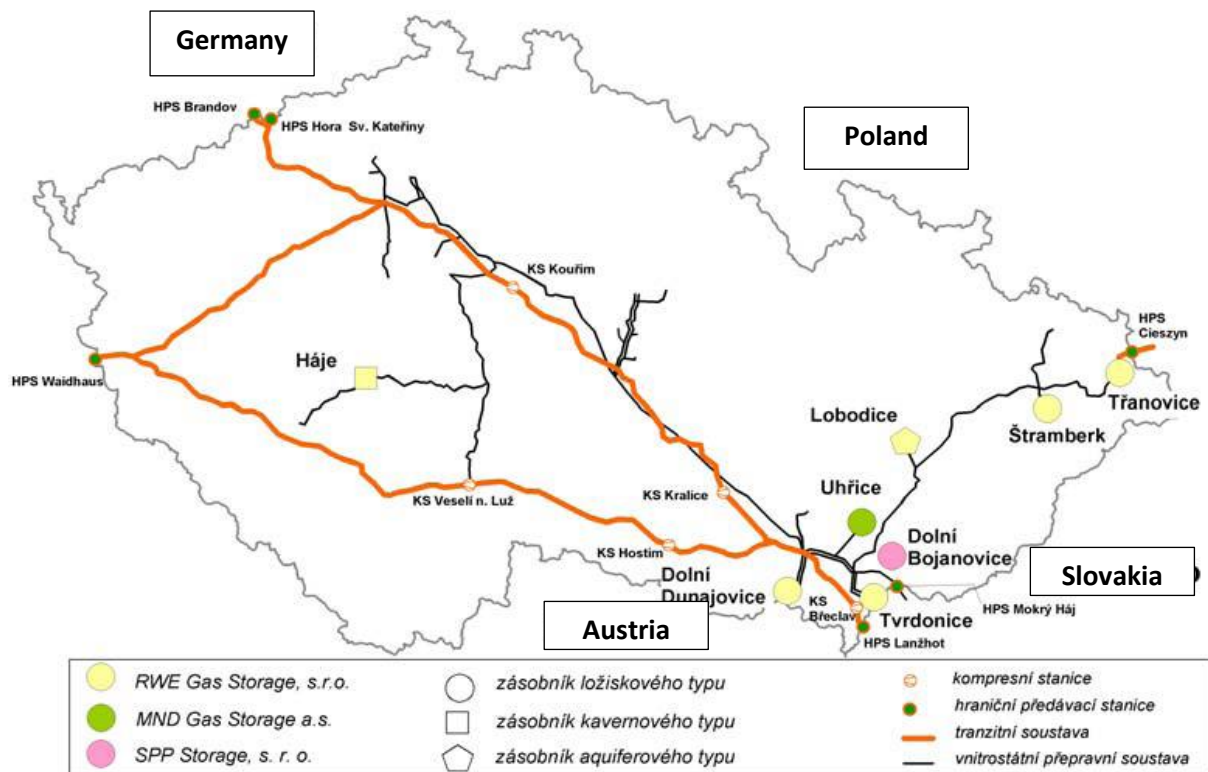 Germany
HPS Brandov
HPS Hora Sv. Kateřiny
Poland
KS Kouřim
HPS
Cieszyn
HPS Waidhaus
Háje
Třanovice
Lobodice
Štramberk
Uhřice
KS Kralice
KS Veselí n. Luž
KS Hostim
Dolní
Bojanovice
Dolní
Dunajovice
Slovakia
KS
Břeclav
Tvrdonice
HPS Mokrý Háj
Austria
HPS Lanžhot
RWE Gas Storage, s.r.o.
MND Gas Storage a.s.
SPP Storage, s. r. o.
zásobník ložiskového typu
zásobník kavernového typu
zásobník aquiferového typu
kompresní stanice
hraniční předávací stanice
tranzitní soustava
vnitrostátní přepravní soustava